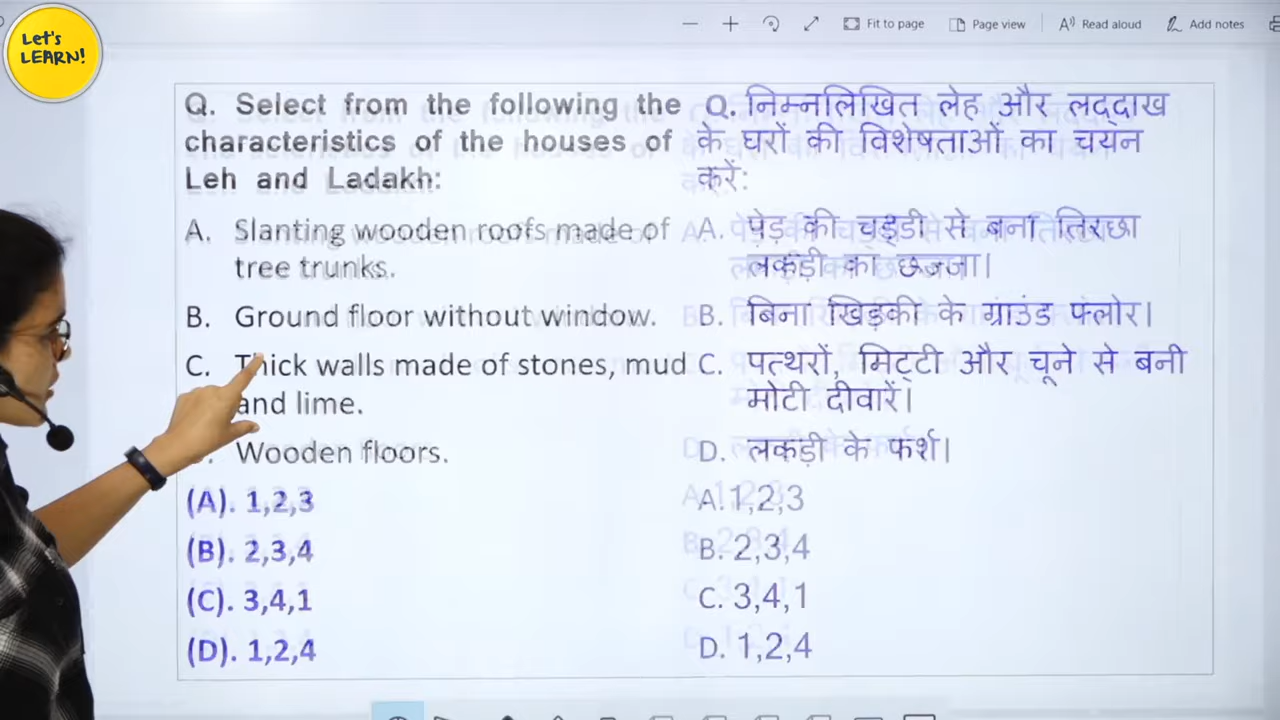 Let's
LEARN!
Fit to page
Page view
Read aloud
Add notes
Q. Select from the following the
characteristics of the houses of
Leh and Ladakh:
A. Slanting wooden roofs made of
tree trunks.
B. Ground floor without window.
C. Thick walls made of stones, mud
and lime.
Wooden floors.
(A). 1,2,3
(B). 2,3,4
(C). 3,4,1
(D). 1,2,4
Q. निम्नलिखित लेह और लद्दाख
के घरों की विशेषताओं का चयन
करें:
A. पेड़ की चड्डी से बना तिरछा
लकड़ी का छज्जा।
B. बिना खिड़की के ग्राउंड फ्लोर।
C. पत्थरों, मिट्टी और चूने से बनी
मोटी दीवारें।
D. लकड़ी के फर्श।
A. 1,2,3
B. 2,3,4
C. 3,4,1
D. 1,2,4